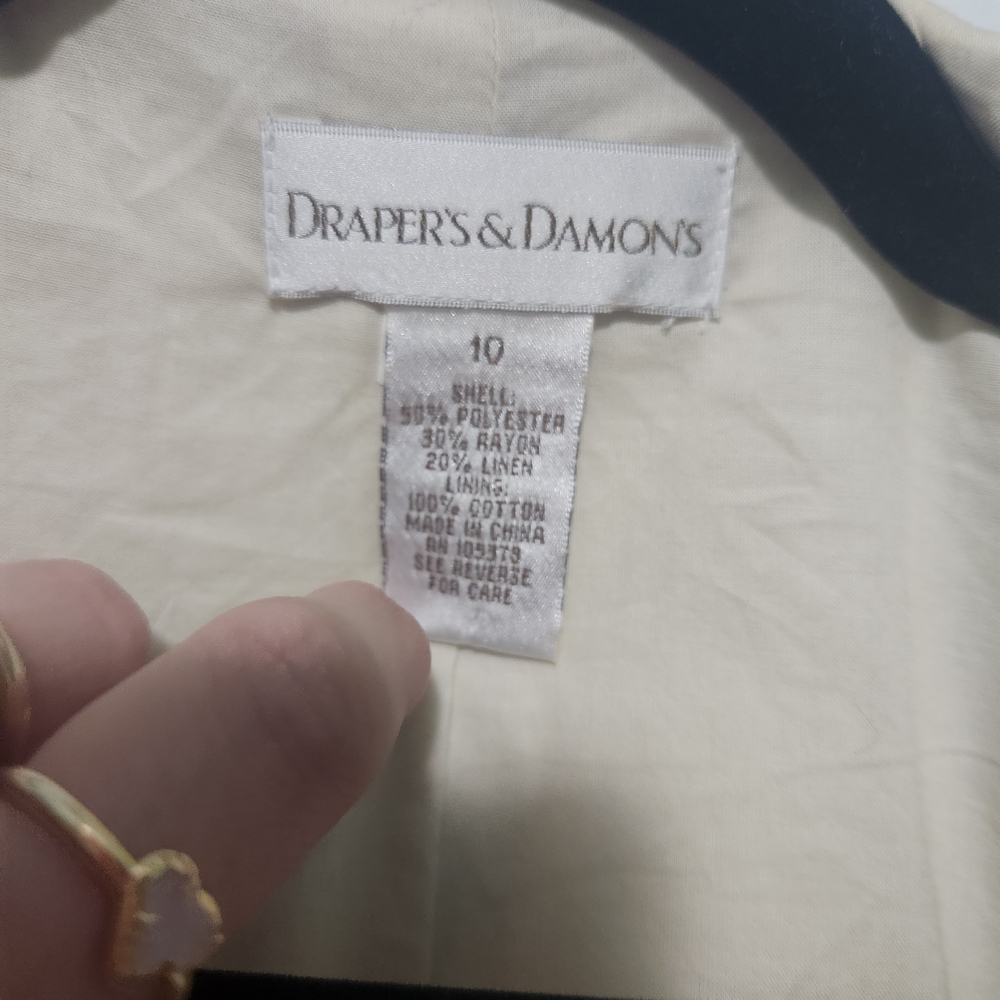 DRAPER'S & DAMON'S
10
SHELL:
50% POLYESTER
30% RAYON
20% LINEN
LINING:
100% COTTON
MADE IN CHINA
RN 105373
SEE REVERSE
FOR CARE